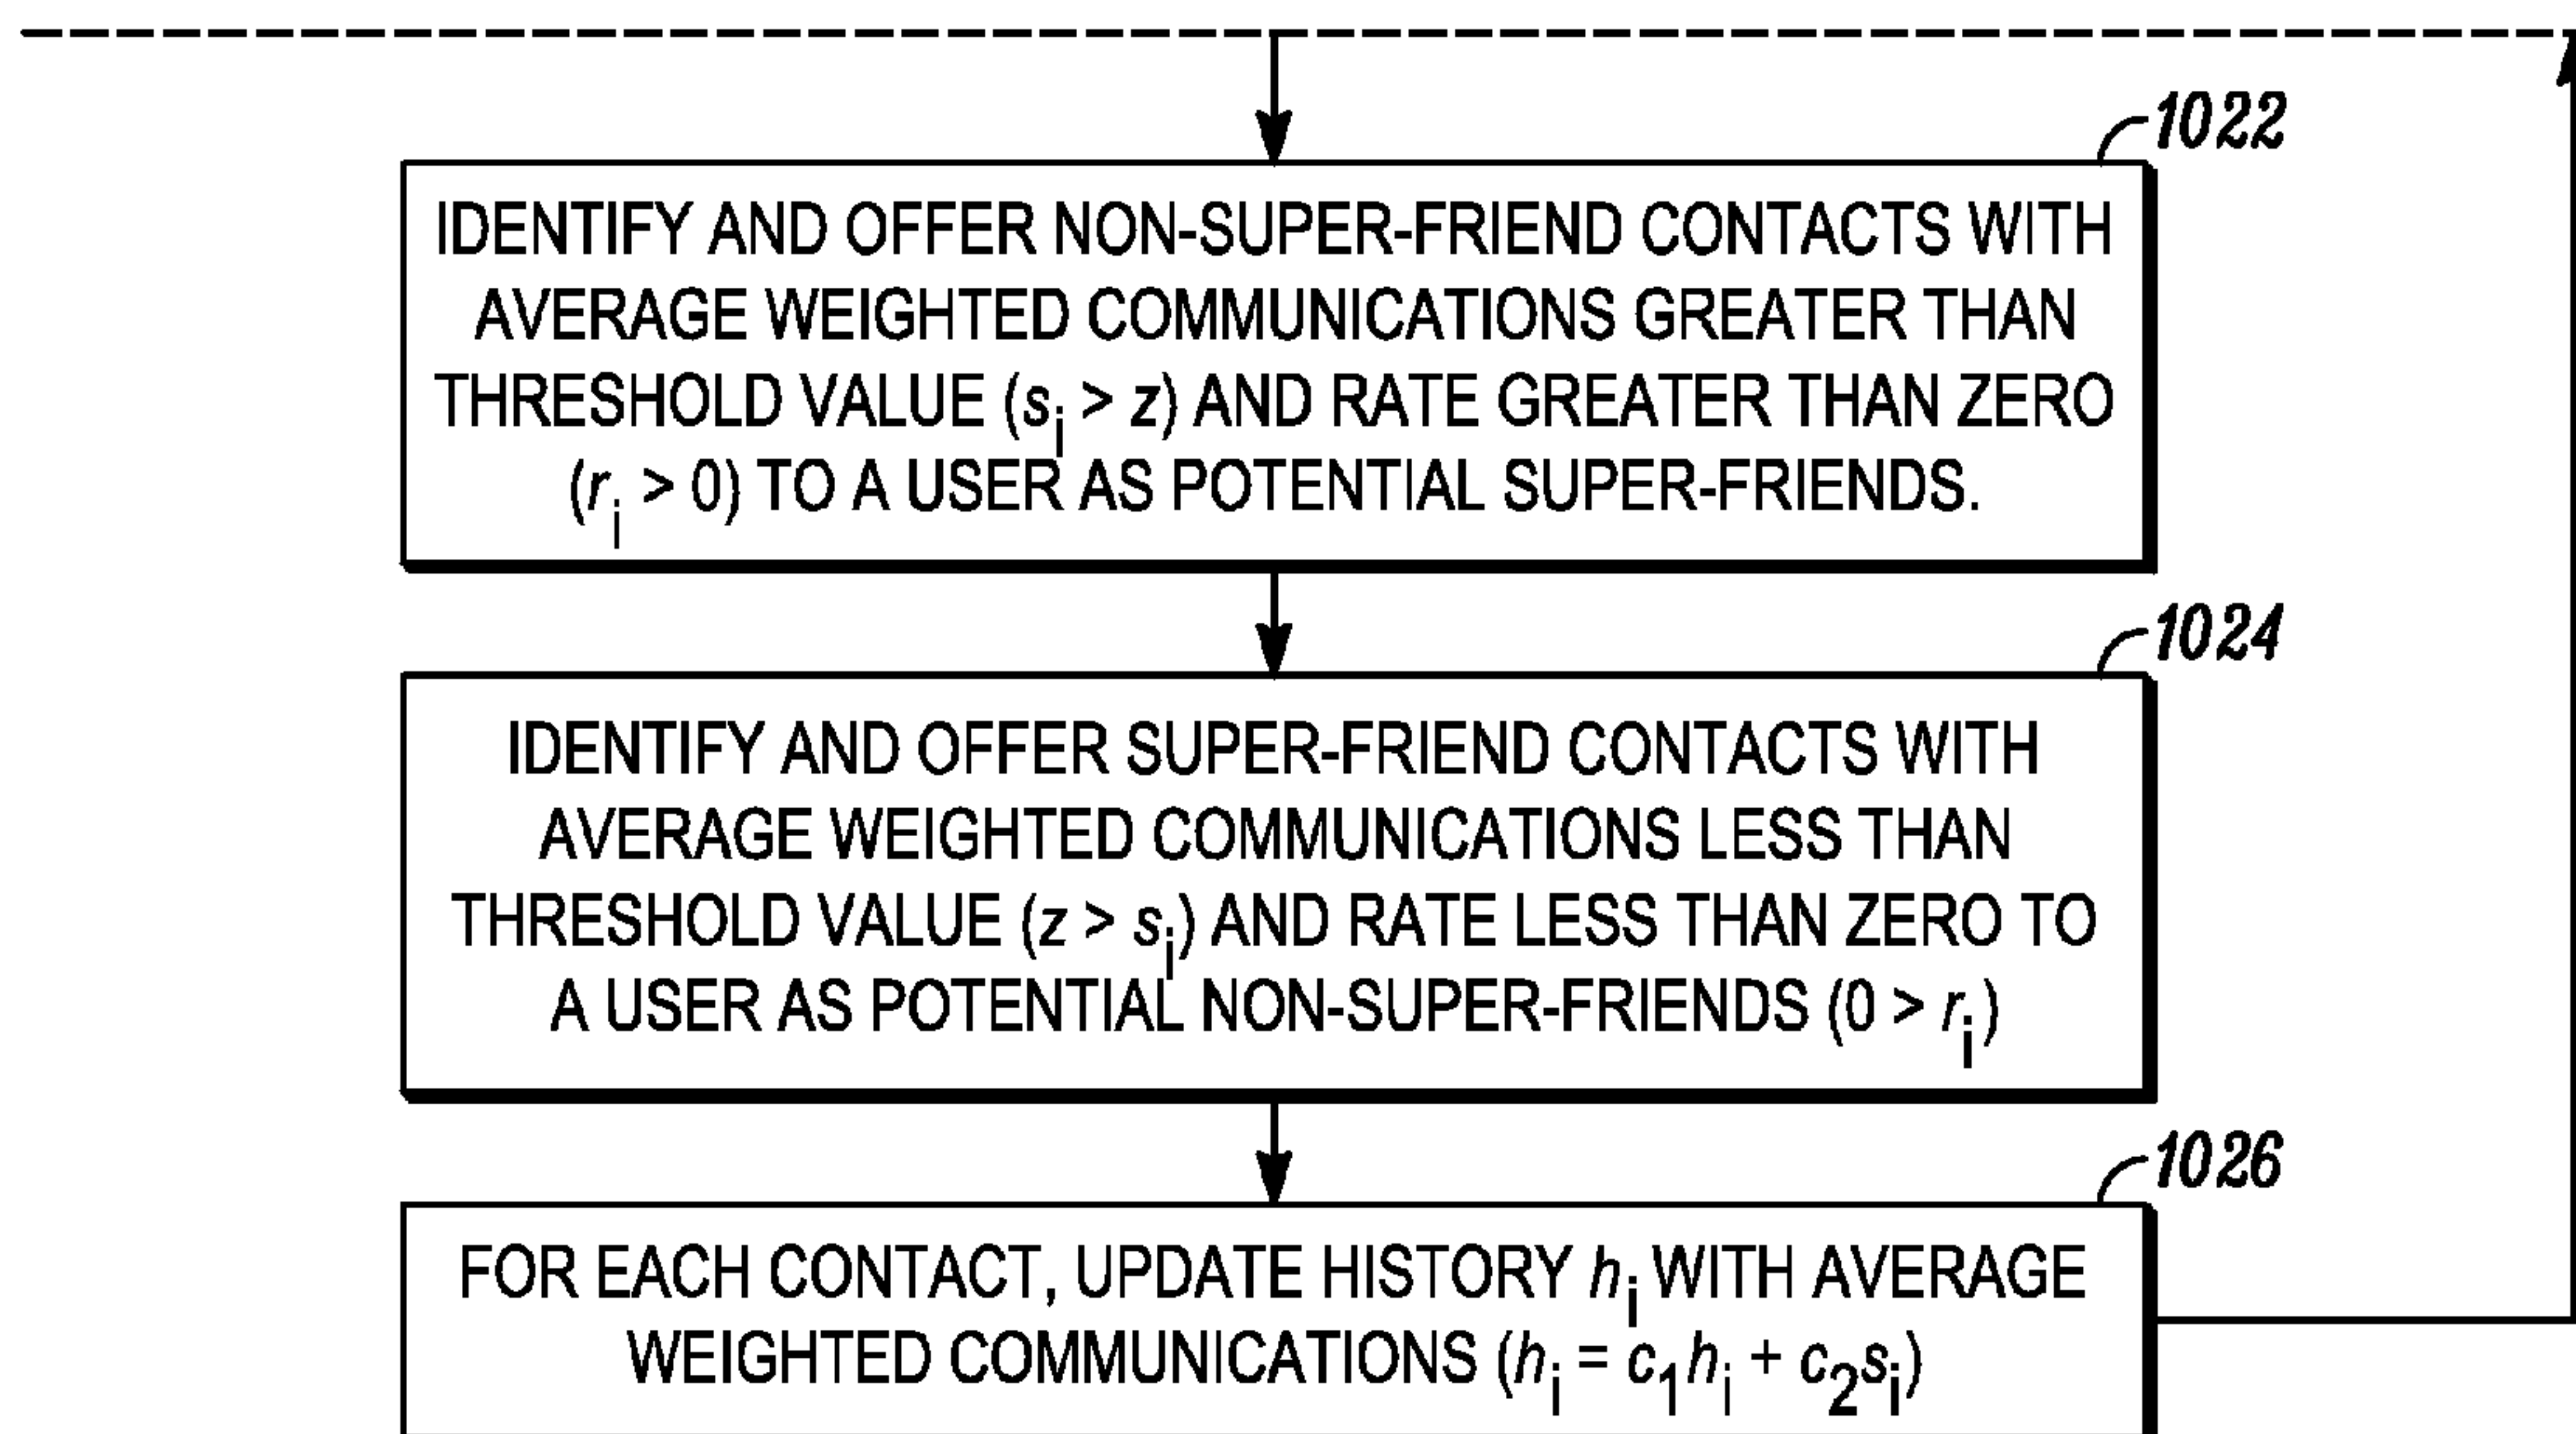 1022
IDENTIFY AND OFFER NON-SUPER-FRIEND CONTACTS WITH
AVERAGE WEIGHTED COMMUNICATIONS GREATER THAN
THRESHOLD VALUE (sᵢ > z) AND RATE GREATER THAN ZERO
(rᵢ > 0) TO A USER AS POTENTIAL SUPER-FRIENDS.
1024
IDENTIFY AND OFFER SUPER-FRIEND CONTACTS WITH
AVERAGE WEIGHTED COMMUNICATIONS LESS THAN
THRESHOLD VALUE (z > sᵢ) AND RATE LESS THAN ZERO TO
A USER AS POTENTIAL NON-SUPER-FRIENDS (0 > rᵢ)
1026
FOR EACH CONTACT, UPDATE HISTORY hᵢ WITH AVERAGE
WEIGHTED COMMUNICATIONS (hᵢ = c₁hᵢ + c₂sᵢ)